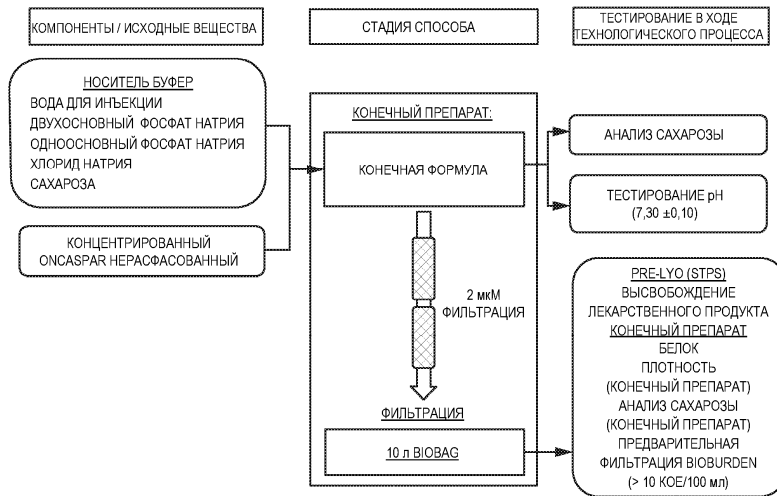 КОМПОНЕНТЫ / ИСХОДНЫЕ ВЕЩЕСТВА
СТАДИЯ СПОСОБА
ТЕСТИРОВАНИЕ В ХОДЕ
ТЕХНОЛОГИЧЕСКОГО ПРОЦЕССА
НОСИТЕЛЬ БУФЕР
ВОДА ДЛЯ ИНЪЕКЦИИ
ДВУХОСНОВНЫЙ ФОСФАТ НАТРИЯ
ОДНООСНОВНЫЙ ФОСФАТ НАТРИЯ
ХЛОРИД НАТРИЯ
САХАРОЗА
КОНЦЕНТРИРОВАННЫЙ
ONCASPAR НЕРАСФАСОВАННЫЙ
КОНЕЧНЫЙ ПРЕПАРАТ:
КОНЕЧНАЯ ФОРМУЛА
2 мкМ
ФИЛЬТРАЦИЯ
ФИЛЬТРАЦИЯ
10 л BIOBAG
АНАЛИЗ САХАРОЗЫ
ТЕСТИРОВАНИЕ pH
(7,30 ±0,10)
PRE-LYO (STPS)
ВЫСВОБОЖДЕНИЕ
ЛЕКАРСТВЕННОГО ПРОДУКТА
КОНЕЧНЫЙ ПРЕПАРАТ
БЕЛОК
ПЛОТНОСТЬ
(КОНЕЧНЫЙ ПРЕПАРАТ)
АНАЛИЗ САХАРОЗЫ
(КОНЕЧНЫЙ ПРЕПАРАТ)
ПРЕДВАРИТЕЛЬНАЯ
ФИЛЬТРАЦИЯ BIOBURDEN
(> 10 КОЕ/100 мл)